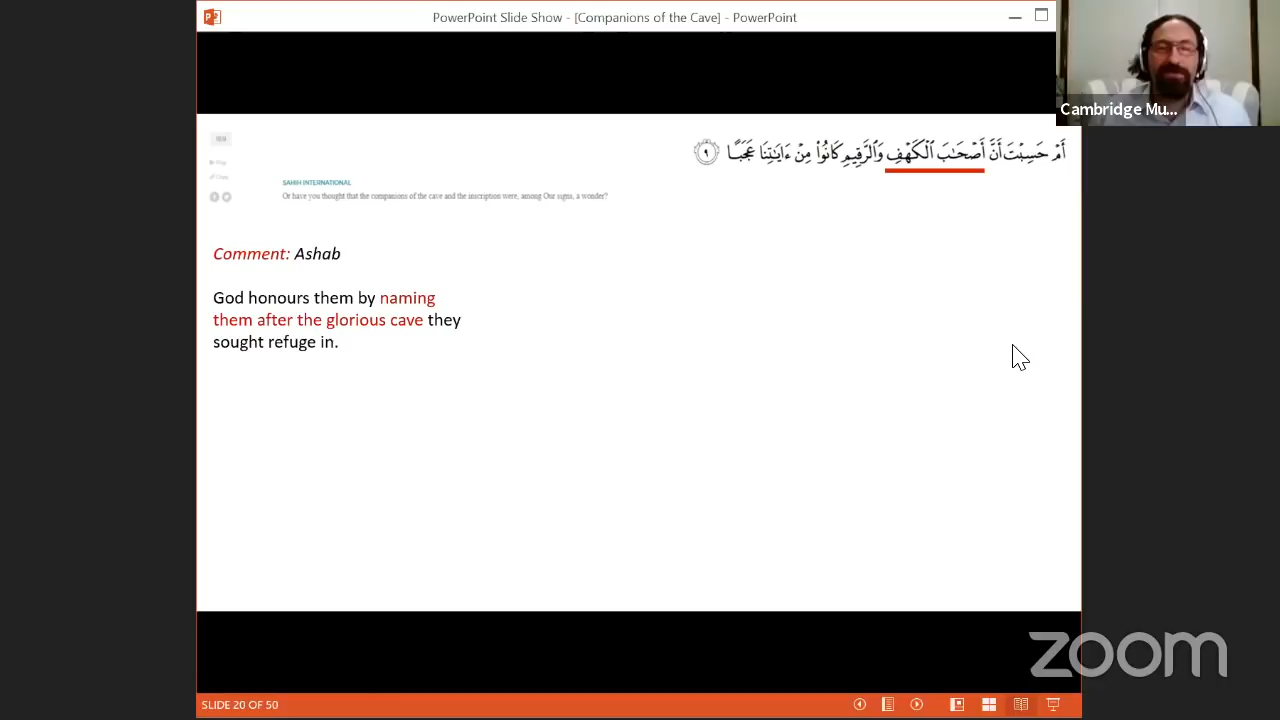 PowerPoint Slide Show - [Companions of the Cave] - PowerPoint
Cambridge Mu...
أَمْ حَسِبْتَ أَنَّ أَصْحَٰبَ ٱلْكَهْفِ وَٱلرَّقِيمِ كَانُوا۟ مِنْ ءَايَٰتِنَا عَجَبًا ٩
SAHIH INTERNATIONAL
Or have you thought that the companions of the cave and the inscription were, among Our signs, a wonder?
Comment: Ashab
God honours them by naming
them after the glorious cave they
sought refuge in.
zoom
SLIDE 20 OF 50